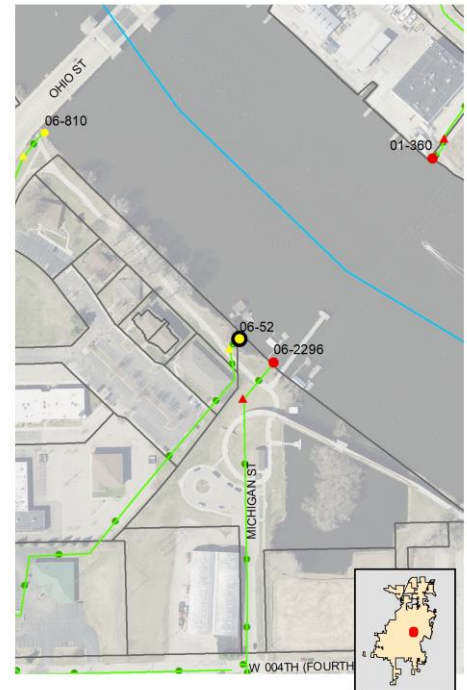 OHIO ST
06-810
01-360
06-52
06-2296
MICHIGAN ST
W 004TH (FOURTH